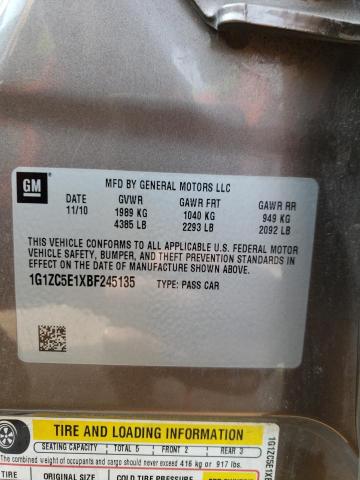 GM
MFD BY GENERAL MOTORS LLC
DATE GVWR GAWR FRT GAWR RR
11/10 1989 KG 1040 KG 949 KG
4385 LB 2293 LB 2092 LB
THIS VEHICLE CONFORMS TO ALL APPLICABLE U.S. FEDERAL MOTOR
VEHICLE SAFETY, BUMPER, AND THEFT PREVENTION STANDARDS
IN EFFECT ON THE DATE OF MANUFACTURE SHOWN ABOVE.
1G1ZC5E1XBF245135 TYPE: PASS CAR
TIRE AND LOADING INFORMATION
SEATING CAPACITY TOTAL 5 FRONT 2 REAR 3
The combined weight of occupants and cargo should never exceed 416 kg or 917 lbs.
TIRE ORIGINAL TIRE SIZE
1G1ZC5E1XBF